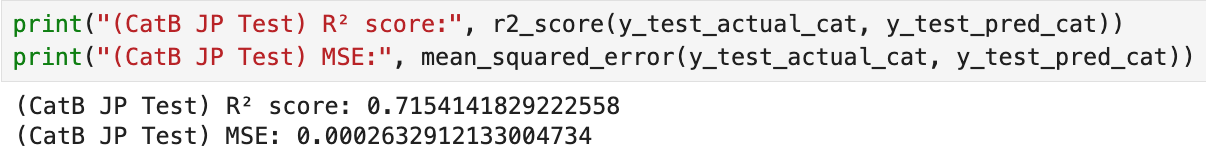 print("(CatB JP Test) R² score:", r2_score(y_test_actual_cat, y_test_pred_cat))
print("(CatB JP Test) MSE:", mean_squared_error(y_test_actual_cat, y_test_pred_cat))
(CatB JP Test) R² score: 0.7154141829222558
(CatB JP Test) MSE: 0.0002632912133004734